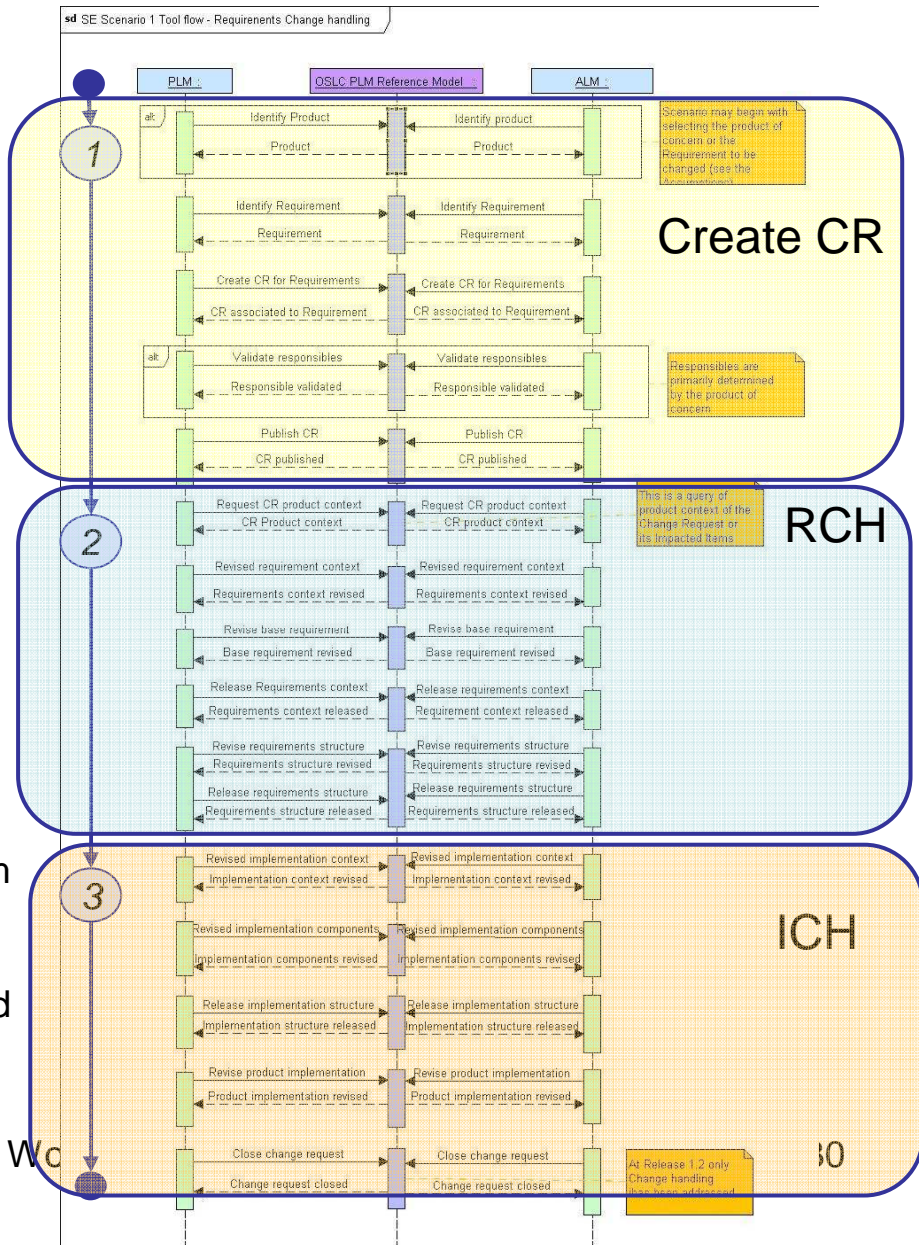 sd SE Scenario 1 Tool flow - Requirenents Change handling
PLM :
OSLC PLM Reference Model :
ALM :
alt
Identify Product
Identify product
Product
Product
Scenario may begin with
selecting the product of
concern or the
Requirement to be
changed (see the
Assumptions)
1
Identify Requirement
Identify Requirement
Requirement
Requirement
Create CR
Create CR for Requirements
Create CR for Requirements
CR associated to Requirement
CR associated to Requirement
alt
Validate responsibles
Validate responsibles
Responsible validated
Responsible validated
Responsibles are
primarily determined
by the product of
concern
Publish CR
Publish CR
CR published
CR published
Request CR product context
Request CR product context
CR Product context
CR product context
This is a query of
product context of the
Change Request or
its Impacted Items
RCH
2
Revised requirement context
Revised requirement context
Requirements context revised
Requirements context revised
Revise base requirement
Revise base requirement
Base requirement revised
Base requirement revised
Release Requirements context
Release requirements context
Requirements context released
Requirement context released
Revise requirements structure
Revise requirements structure
Requirements structure revised
Requirements structure revised
Release requirements structure
Release requirements structure
Requirements structure released
Requirements structure released
Revised implementation context
Revised implementation context
Implementation context revised
Implementation context revised
3
ICH
Revised implementation components
Revised implementation components
Implementation components revised
Implementation components revised
Release implementation structure
Release implementation structure
Implementation structure released
Implementation structure released
Revise product implementation
Revise product implementation
Product implementation revised
Product implementation revised
Close change request
Close change request
Change request closed
Change request closed
At Release 1.2 only
Change handling
has been addressed